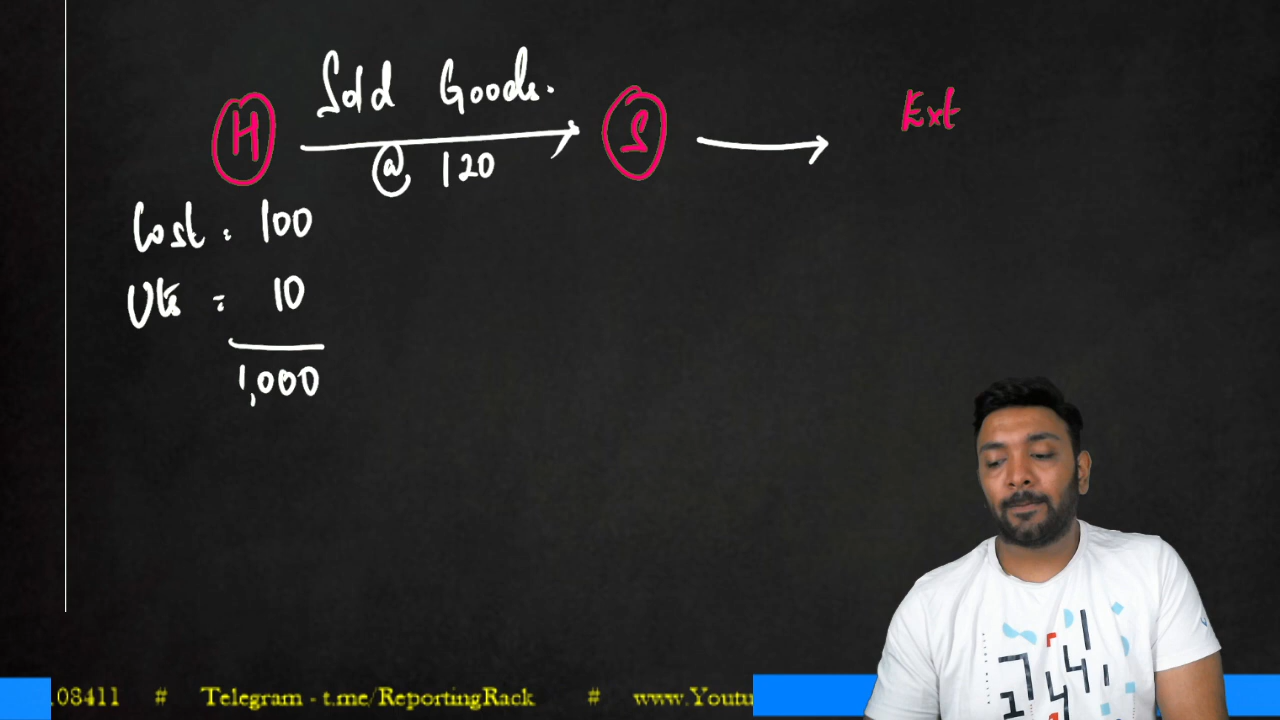 Sold Goods.
H
@ 120
S
Ext
Cost = 100
Uts = 10
1,000
08411 # Telegram - t.me/ReportingRack # www.Youtu